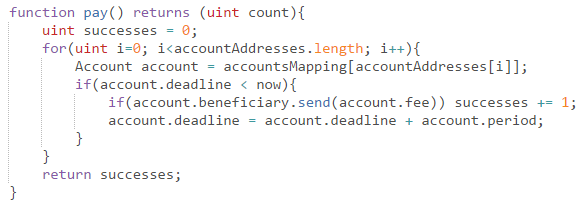 function pay() returns (uint count){
    uint successes = 0;
    for(uint i=0; i<accountAddresses.length; i++){
        Account account = accountsMapping[accountAddresses[i]];
        if(account.deadline < now){
            if(account.beneficiary.send(account.fee)) successes += 1;
            account.deadline = account.deadline + account.period;
        }
    }
    return successes;
}